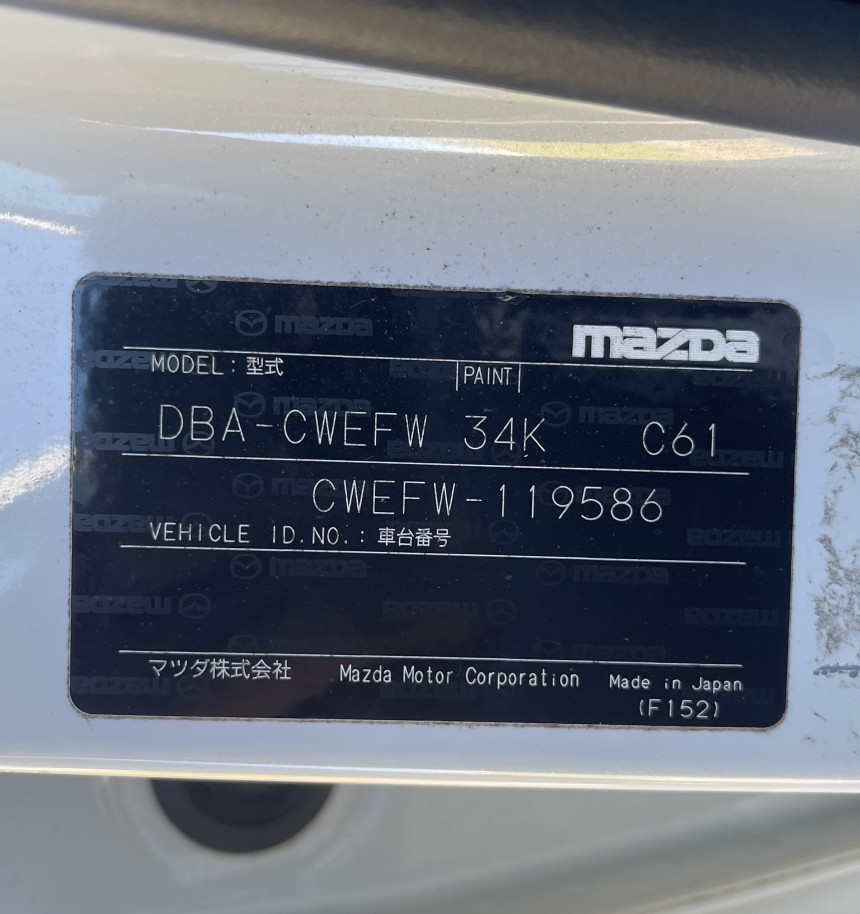 mazda
MODEL：型式 PAINT
DBA-CWEFW 34K C61
CWEFW-119586
VEHICLE ID.NO.：車台番号
マツダ株式会社 Mazda Motor Corporation Made in Japan
(F152)